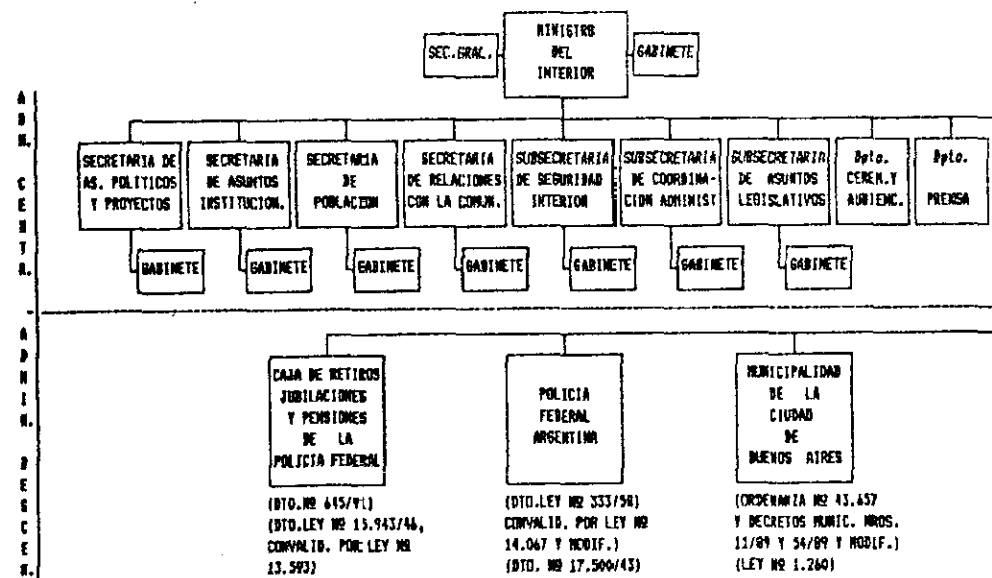 MINISTRO
DEL
INTERIOR
SEC.GRAL.
GABINETE
ADM. CENTR.
SECRETARIA DE
AS. POLITICOS
Y PROYECTOS
SECRETARIA
DE ASUNTOS
INSTITUCION.
SECRETARIA
DE
POBLACION
SECRETARIA
DE RELACIONES
CON LA COMUN.
SUBSECRETARIA
DE SEGURIDAD
INTERIOR
SUBSECRETARIA
DE COORDINA-
CION ADMINIST
SUBSECRETARIA
DE ASUNTOS
LEGISLATIVOS
Dpto.
CEREM.Y
AUDIENC.
Dpto.
PRENSA
GABINETE
GABINETE
GABINETE
GABINETE
GABINETE
GABINETE
GABINETE
ADMIN. DESCEN.
CAJA DE RETIROS
JUBILACIONES
Y PENSIONES
DE LA
POLICIA FEDERAL
(DTO.Nº 645/91)
(DTO.LEY Nº 15.943/46,
CONVALID. POR LEY Nº
13.593)
POLICIA
FEDERAL
ARGENTINA
(DTO.LEY Nº 333/58)
CONVALID. POR LEY Nº
14.067 Y MODIF.)
(DTO. Nº 17.500/43)
MUNICIPALIDAD
DE LA
CIUDAD
DE
BUENOS AIRES
(ORDENANZA Nº 43.657
Y DECRETOS MUNIC. NROS.
11/89 Y 54/89 Y MODIF.)
(LEY Nº 1.260)